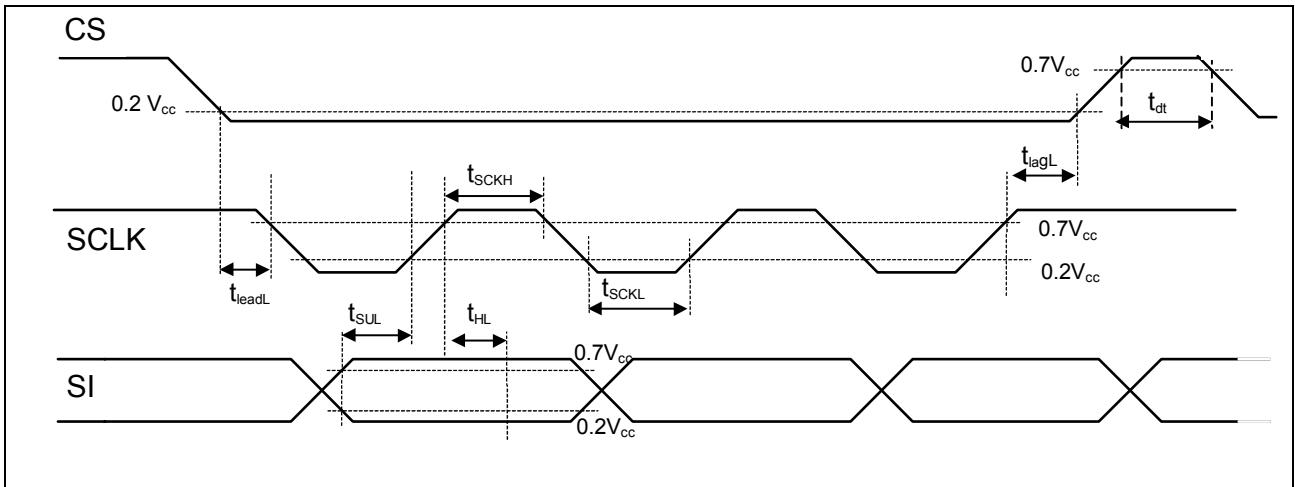 CS
0.7Vcc
0.2 Vcc
tdt
tlagL
tSCKH
SCLK
0.7Vcc
0.2Vcc
tleadL
tSCKL
tSUL
tHL
0.7Vcc
SI
0.2Vcc